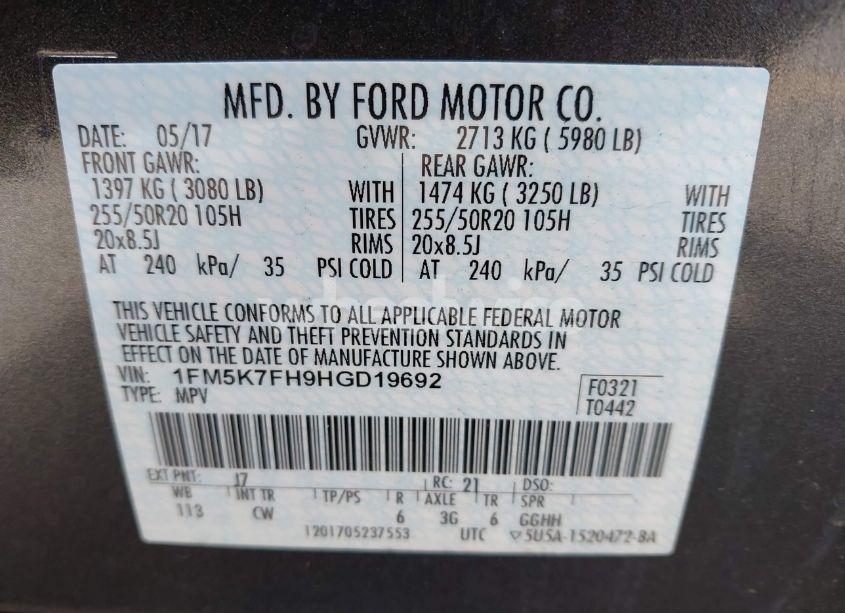 MFD. BY FORD MOTOR CO.
DATE: 05/17 GVWR: 2713 KG ( 5980 LB)
FRONT GAWR: REAR GAWR:
1397 KG ( 3080 LB) WITH 1474 KG ( 3250 LB) WITH
255/50R20 105H TIRES 255/50R20 105H TIRES
20x8.5J RIMS 20x8.5J RIMS
AT 240 kPa/ 35 PSI COLD AT 240 kPa/ 35 PSI COLD
THIS VEHICLE CONFORMS TO ALL APPLICABLE FEDERAL MOTOR
VEHICLE SAFETY AND THEFT PREVENTION STANDARDS IN
EFFECT ON THE DATE OF MANUFACTURE SHOWN ABOVE.
VIN: 1FM5K7FH9HGD19692 F0321
TYPE: MPV T0442
EXT PNT: J7 RC: 21 DSO:
WB INT TR TP/PS R AXLE TR SPR
113 CW 6 3G 6 GGHH
1201705237553 UTC 5U5A-1520472-BA